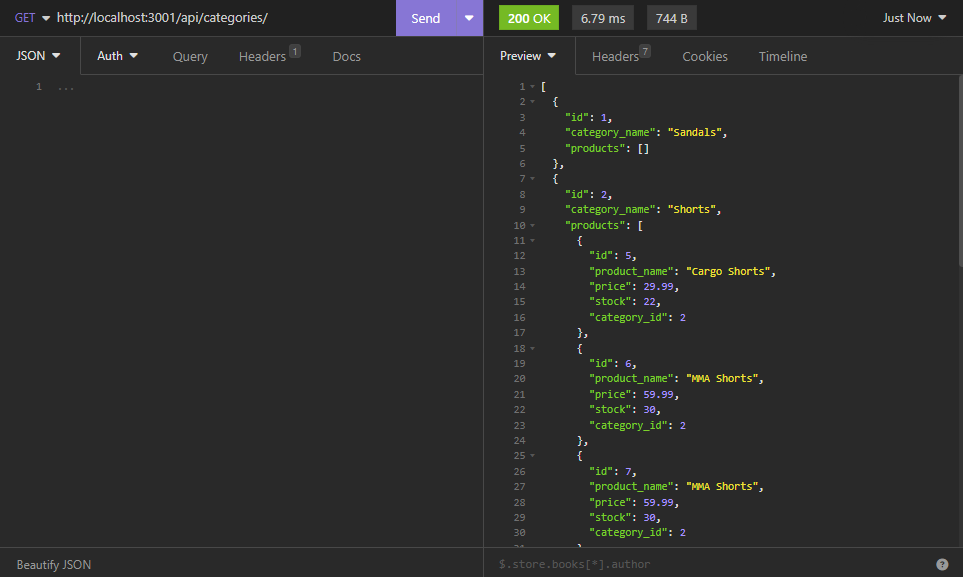 GET http://localhost:3001/api/categories/ Send 200 OK 6.79 ms 744 B Just Now
JSON Auth Query Headers 1 Docs Preview Headers 7 Cookies Timeline
1 ...
1 [
2 {
3 "id": 1,
4 "category_name": "Sandals",
5 "products": []
6 },
7 {
8 "id": 2,
9 "category_name": "Shorts",
10 "products": [
11 {
12 "id": 5,
13 "product_name": "Cargo Shorts",
14 "price": 29.99,
15 "stock": 22,
16 "category_id": 2
17 },
18 {
19 "id": 6,
20 "product_name": "MMA Shorts",
21 "price": 59.99,
22 "stock": 30,
23 "category_id": 2
24 },
25 {
26 "id": 7,
27 "product_name": "MMA Shorts",
28 "price": 59.99,
29 "stock": 30,
30 "category_id": 2
Beautify JSON $.store.books[*].author ?